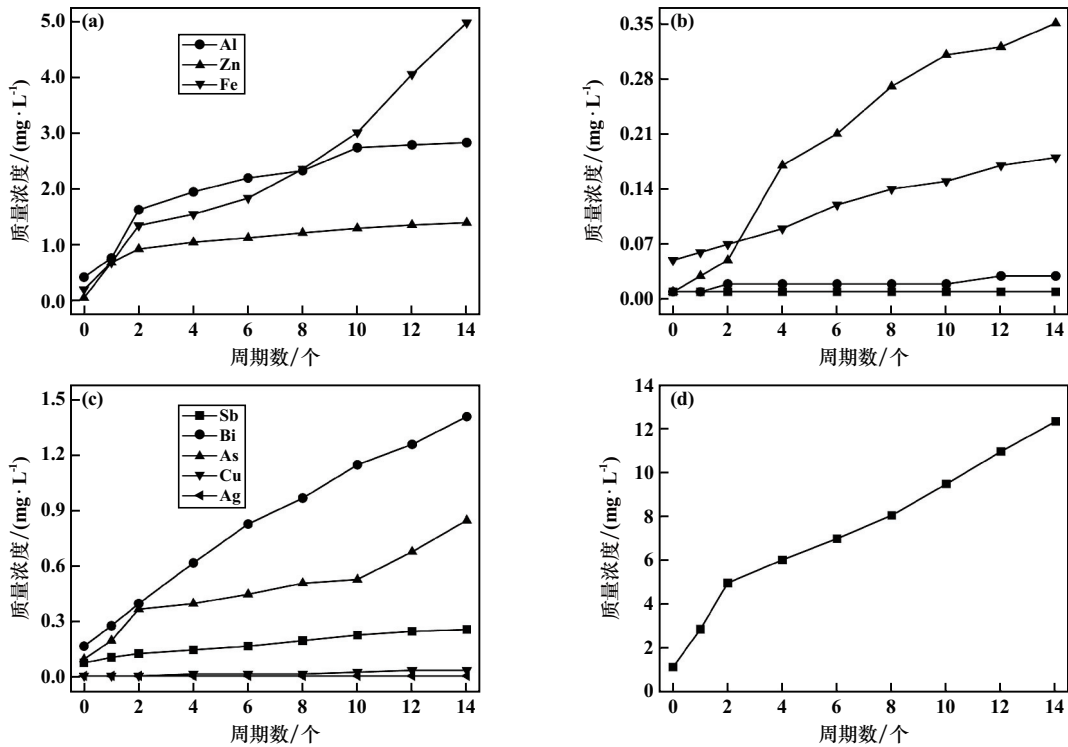 (a)
Al
Zn
Fe
5.0
4.0
3.0
2.0
1.0
0.0
质量浓度/(mg·L⁻¹)
0 2 4 6 8 10 12 14
周期数/个
(b)
0.35
0.28
0.21
0.14
0.07
0.00
质量浓度/(mg·L⁻¹)
0 2 4 6 8 10 12 14
周期数/个
(c)
Sb
Bi
As
Cu
Ag
1.5
1.2
0.9
0.6
0.3
0.0
质量浓度/(mg·L⁻¹)
0 2 4 6 8 10 12 14
周期数/个
(d)
14
12
10
8
6
4
2
0
质量浓度/(mg·L⁻¹)
0 2 4 6 8 10 12 14
周期数/个